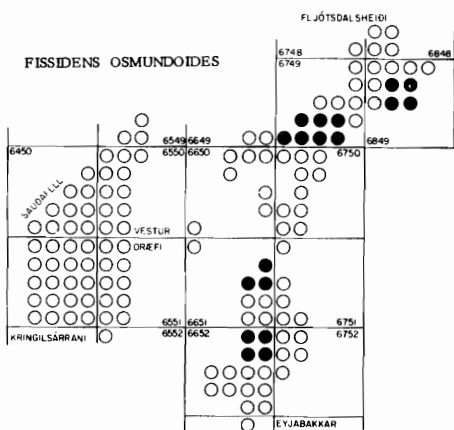 FLJÓTSDALSHEIÐI
6748 6848
6749
FISSIDENS OSMUNDOIDES
6549 6649
6450 6550 6650 6750 6849
SAUÐAFELL
VESTUR
ÖRÆFI
6551 6651 6751
KRINGILSÁRRANI 6552 6652 6752
EYJABAKKAR